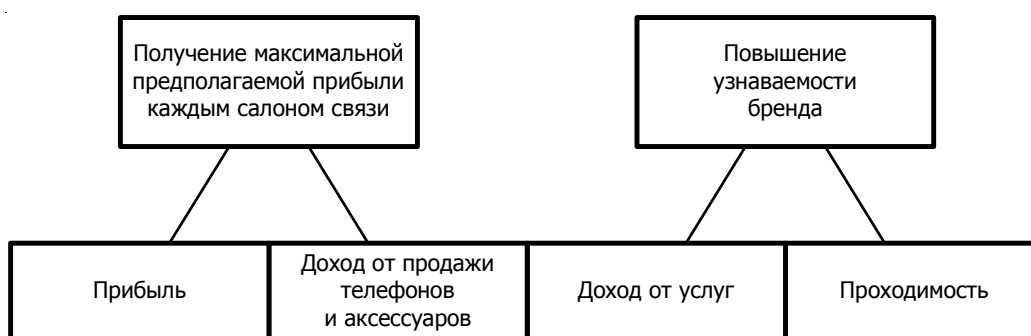 Получение максимальной
предполагаемой прибыли
каждым салоном связи
Повышение
узнаваемости
бренда
Прибыль
Доход от продажи
телефонов
и аксессуаров
Доход от услуг
Проходимость